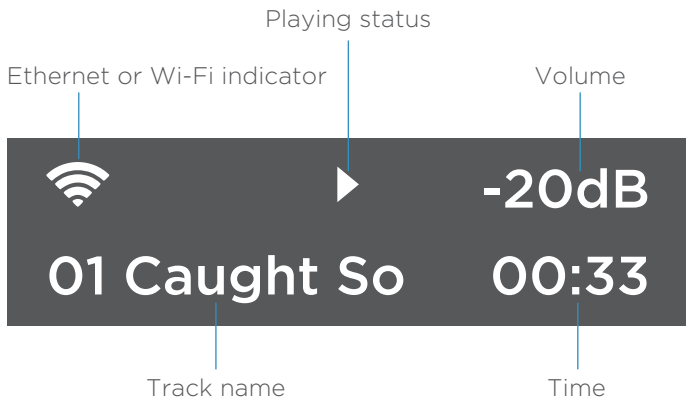 Playing status
Ethernet or Wi-Fi indicator Volume
-20dB
01 Caught So 00:33
Track name Time